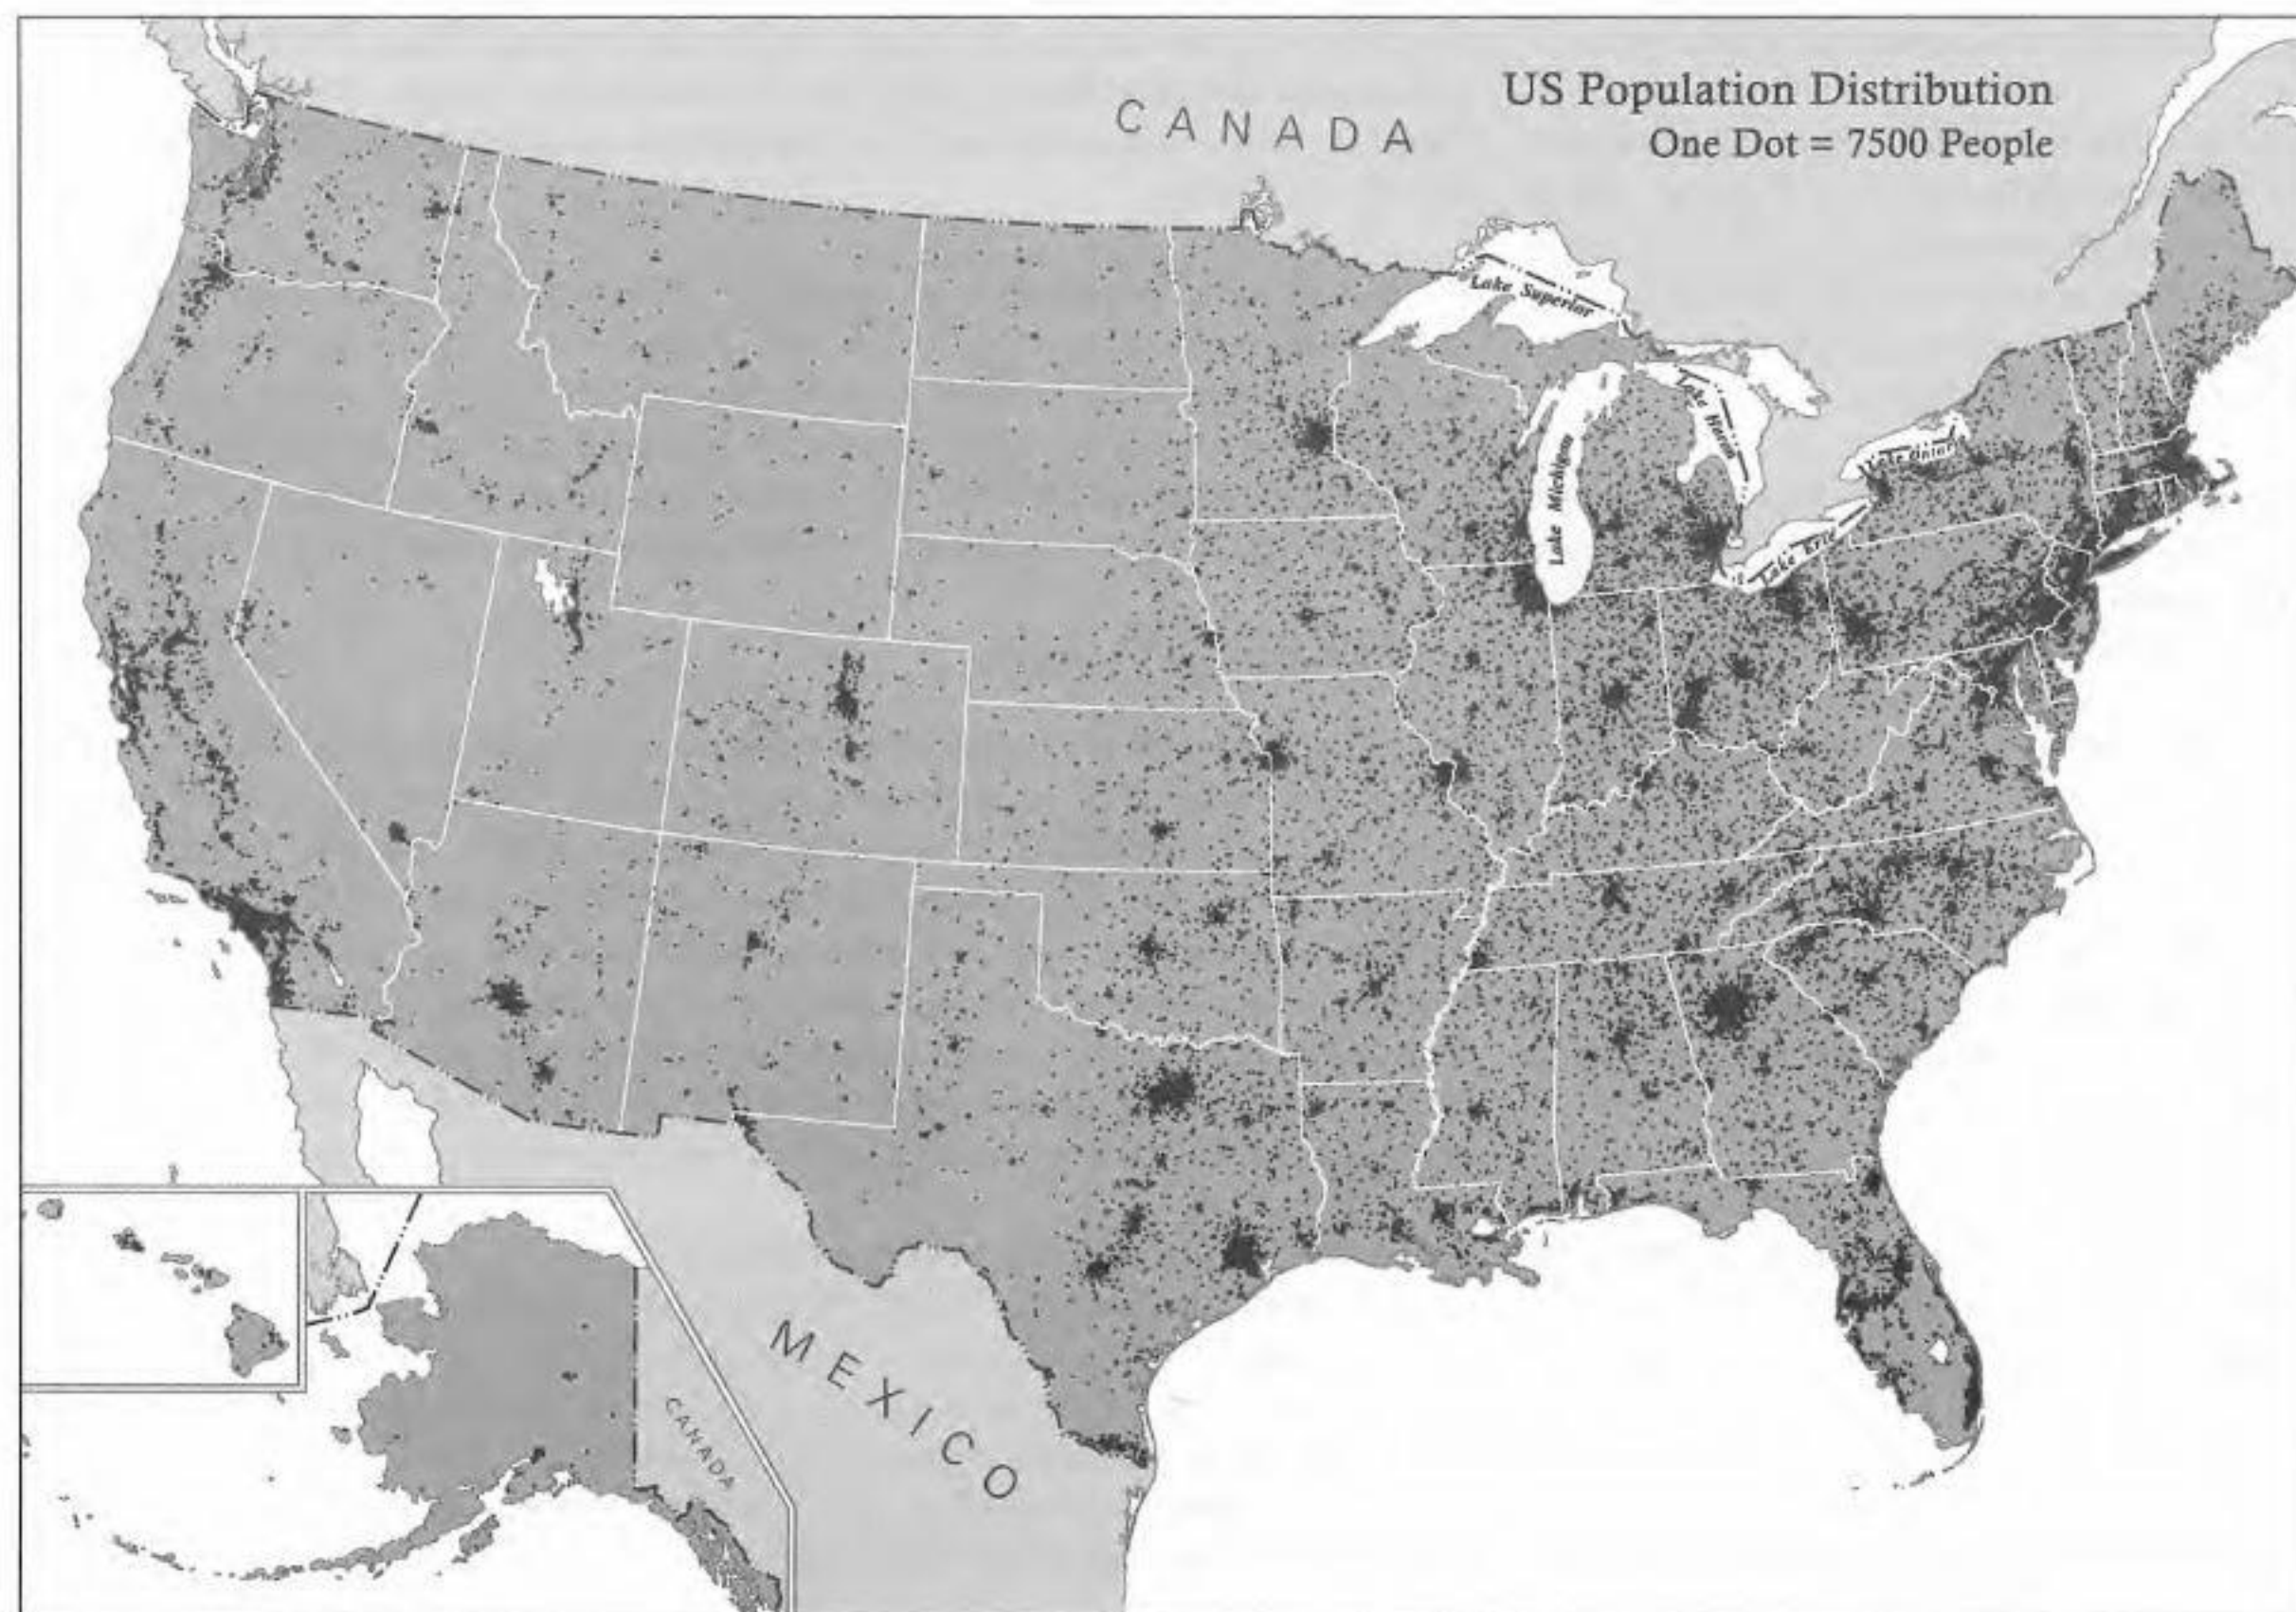 US Population Distribution
One Dot = 7500 People
CANADA
Lake Superior
Lake Michigan
Lake Huron
Lake Ontario
Lake Erie
MEXICO
CANADA